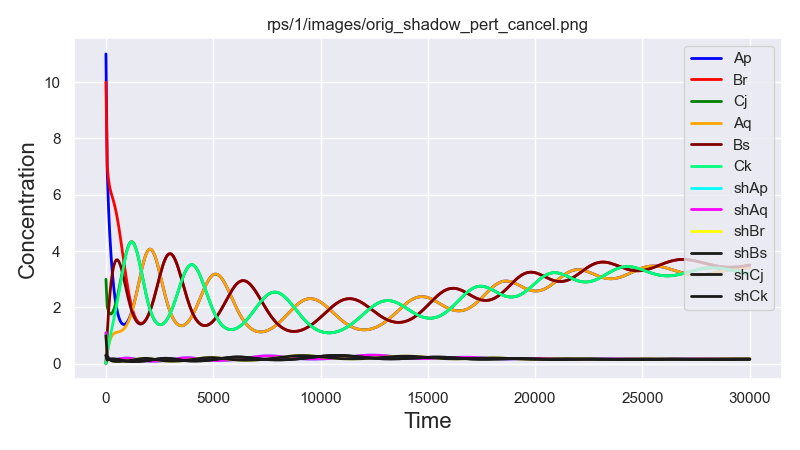 rps/1/images/orig_shadow_pert_cancel.png
Concentration
10
8
6
4
2
0
0 5000 10000 15000 20000 25000 30000
Time
Ap
Br
Cj
Aq
Bs
Ck
shAp
shAq
shBr
shBs
shCj
shCk